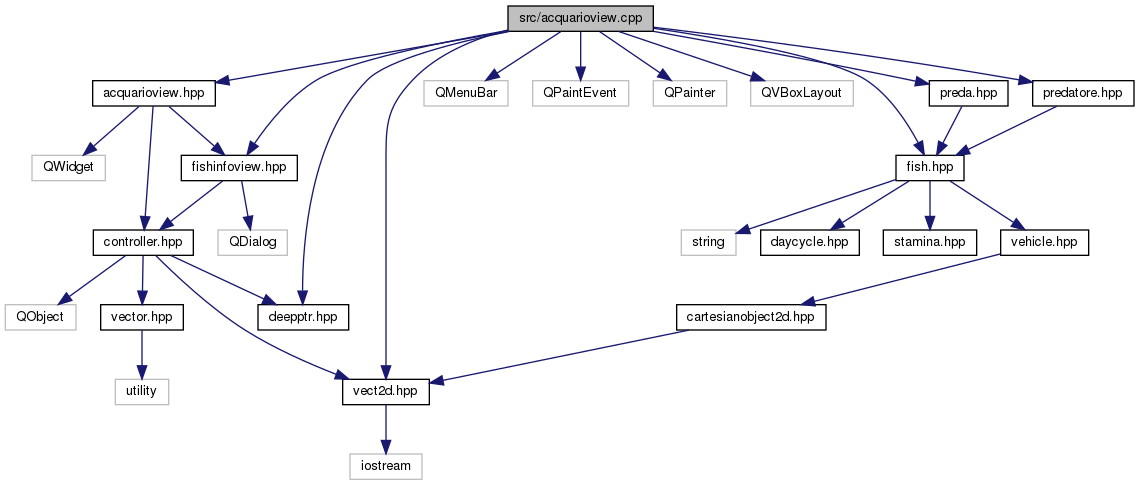 src/acquarioview.cpp
acquarioview.hpp
QMenuBar
QPaintEvent
QPainter
QVBoxLayout
preda.hpp
predatore.hpp
QWidget
fishinfoview.hpp
fish.hpp
controller.hpp
QDialog
string
daycycle.hpp
stamina.hpp
vehicle.hpp
QObject
vector.hpp
deepptr.hpp
cartesianobject2d.hpp
utility
vect2d.hpp
iostream